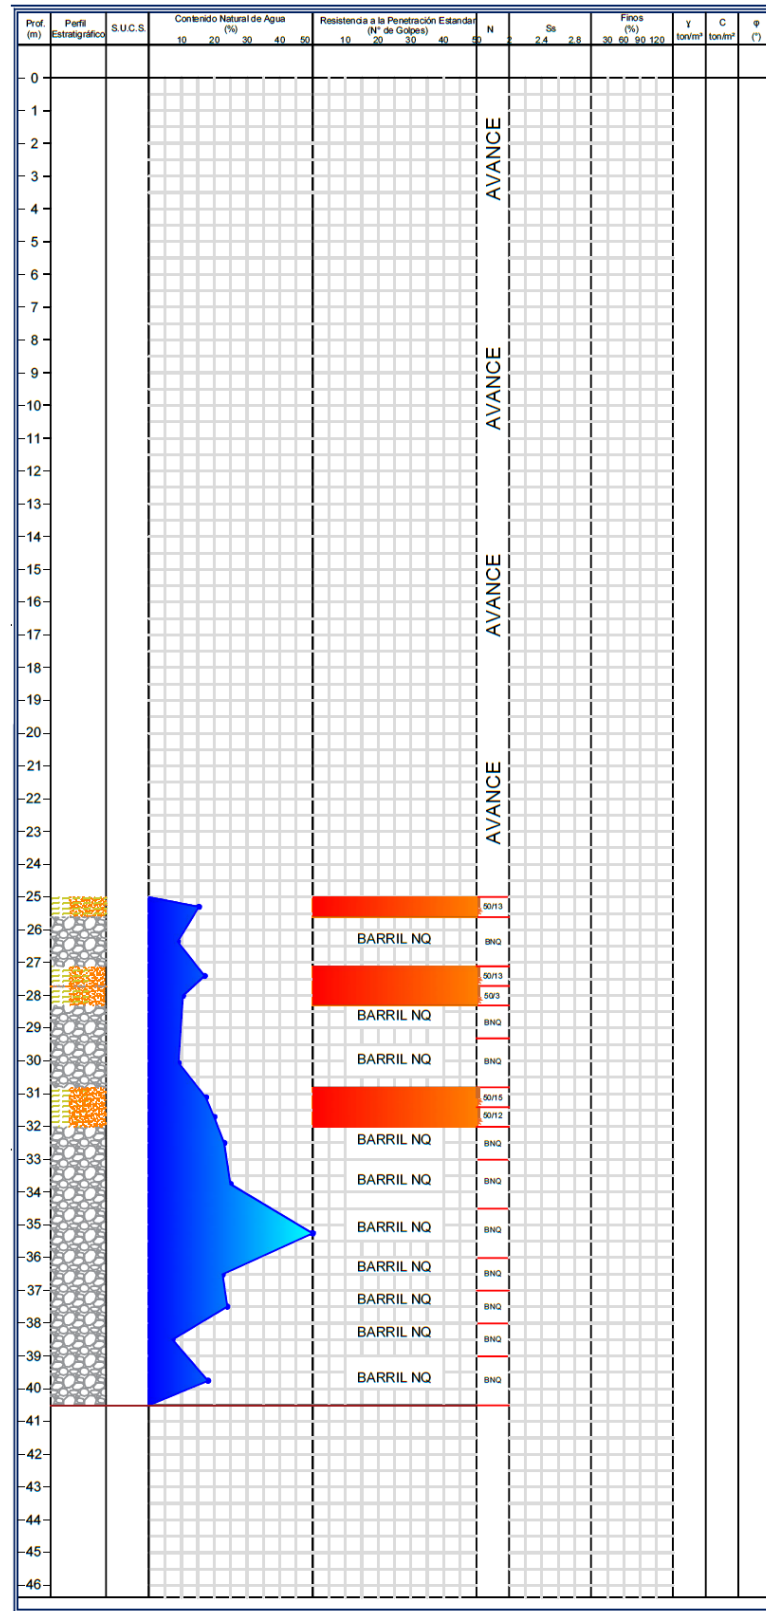 Prof.
(m)
Perfil
Estratigráfico
S.U.C.S.
Contenido Natural de Agua
(%)
10 20 30 40 50
Resistencia a la Penetración Estandar
(N° de Golpes)
10 20 30 40 50
N
Ss
2 2.4 2.8
Finos
(%)
30 60 90 120
γ
ton/m³
C
ton/m²
φ
(°)
0
1
2
3
4
AVANCE
5
6
7
8
9
10
AVANCE
11
12
13
14
15
16
17
AVANCE
18
19
20
21
22
23
AVANCE
24
25
50/13
26
BARRIL NQ BNQ
27
50/13
28
50/3
BARRIL NQ
29
BNQ
30
BARRIL NQ BNQ
31
50/15
50/12
32
BARRIL NQ BNQ
33
BARRIL NQ BNQ
34
35
BARRIL NQ BNQ
36
BARRIL NQ BNQ
37
BARRIL NQ BNQ
38
BARRIL NQ BNQ
39
BARRIL NQ BNQ
40
41
42
43
44
45
46